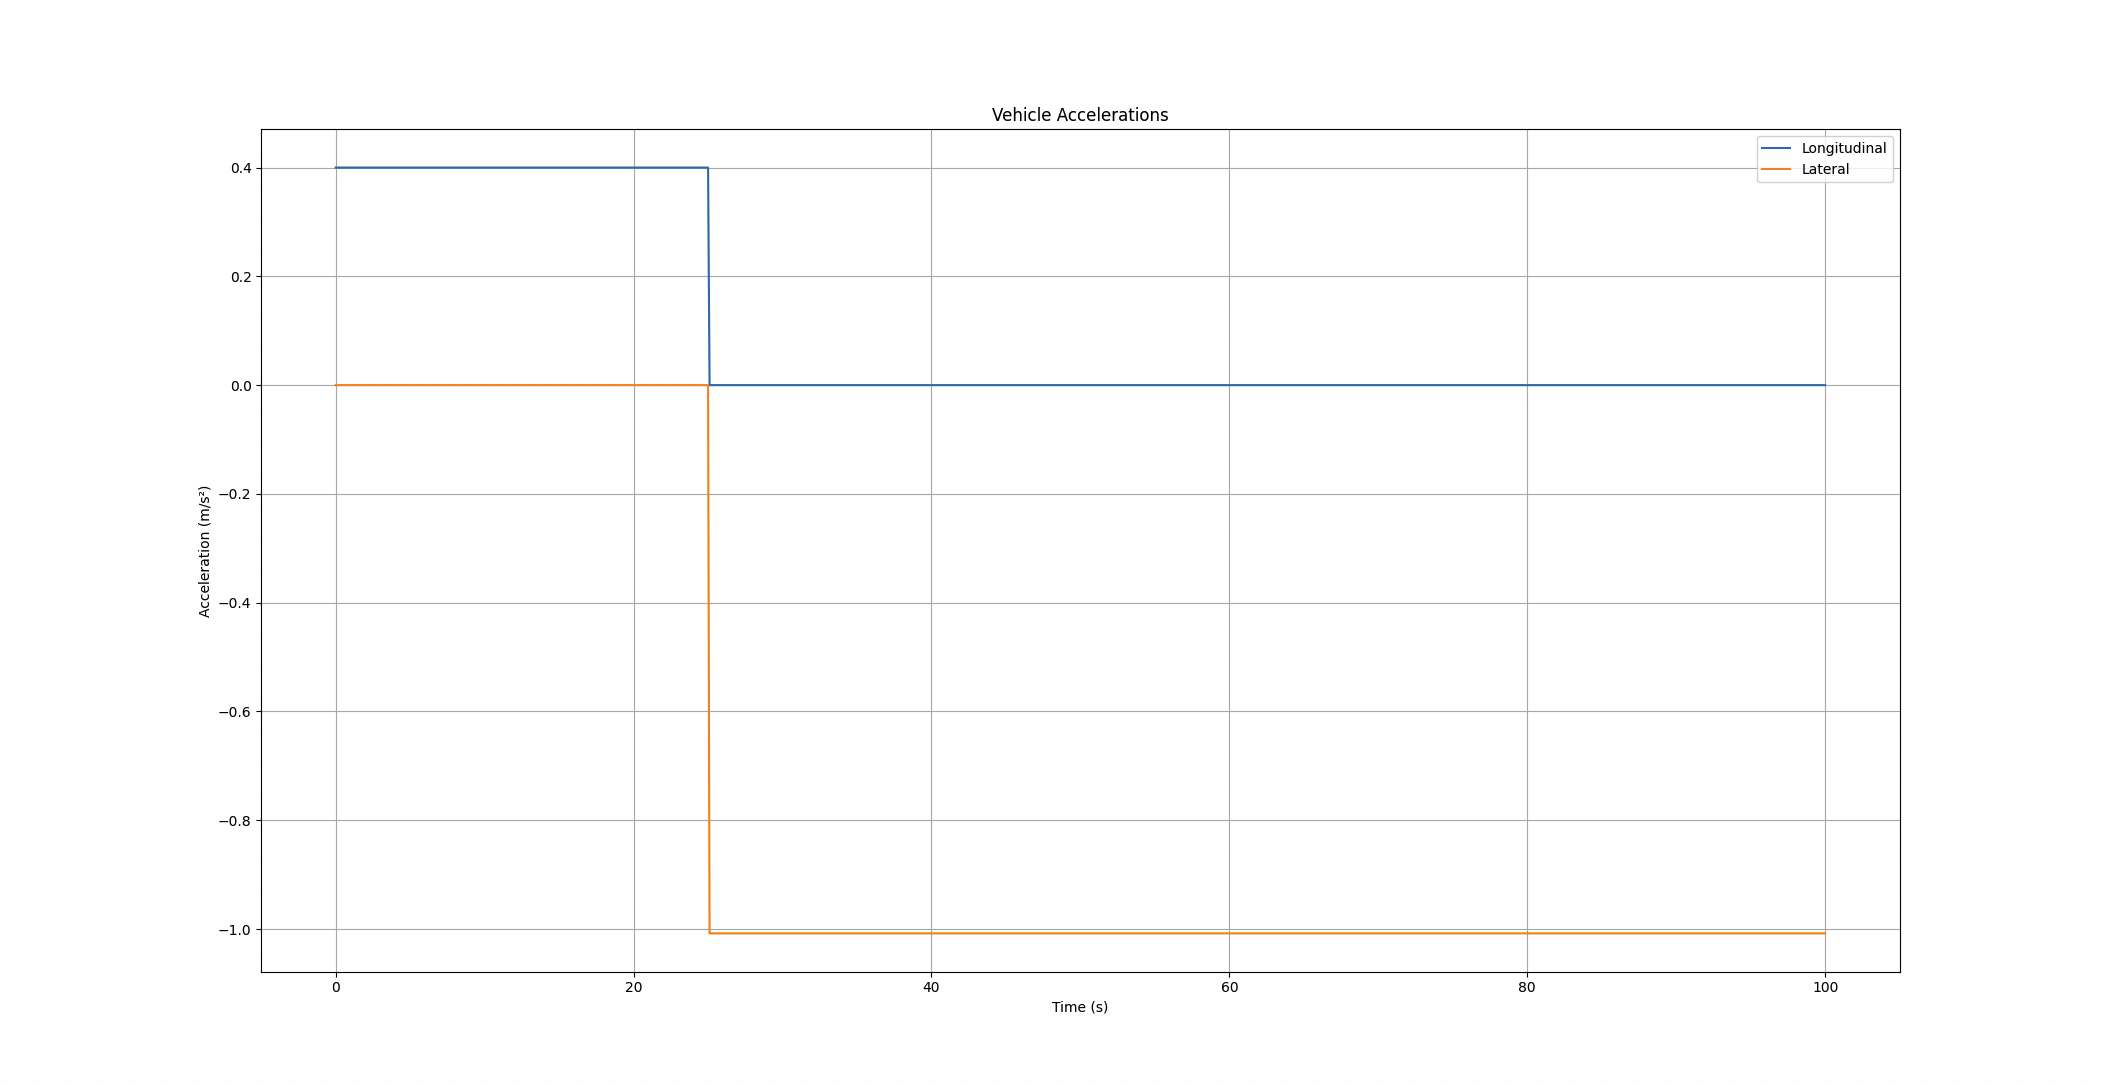 Vehicle Accelerations
Longitudinal
Lateral
Acceleration (m/s²)
0.4
0.2
0.0
−0.2
−0.4
−0.6
−0.8
−1.0
0 20 40 60 80 100
Time (s)